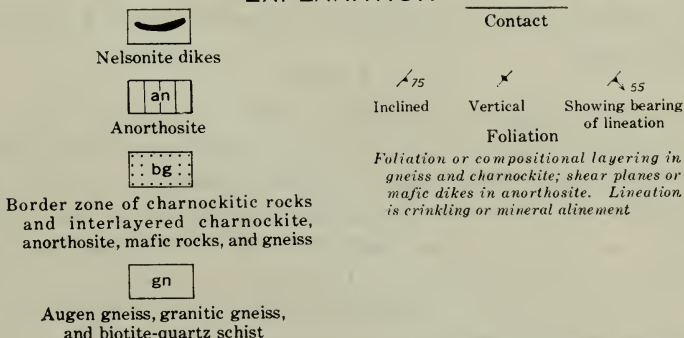 Nelsonite dikes
an
Anorthosite
bg
Border zone of charnockitic rocks
and interlayered charnockite,
anorthosite, mafic rocks, and gneiss
gn
Augen gneiss, granitic gneiss,
and biotite-quartz schist
Contact
75
55
Inclined Vertical Showing bearing
of lineation
Foliation
Foliation or compositional layering in
gneiss and charnockite; shear planes or
mafic dikes in anorthosite. Lineation
is crinkling or mineral alinement